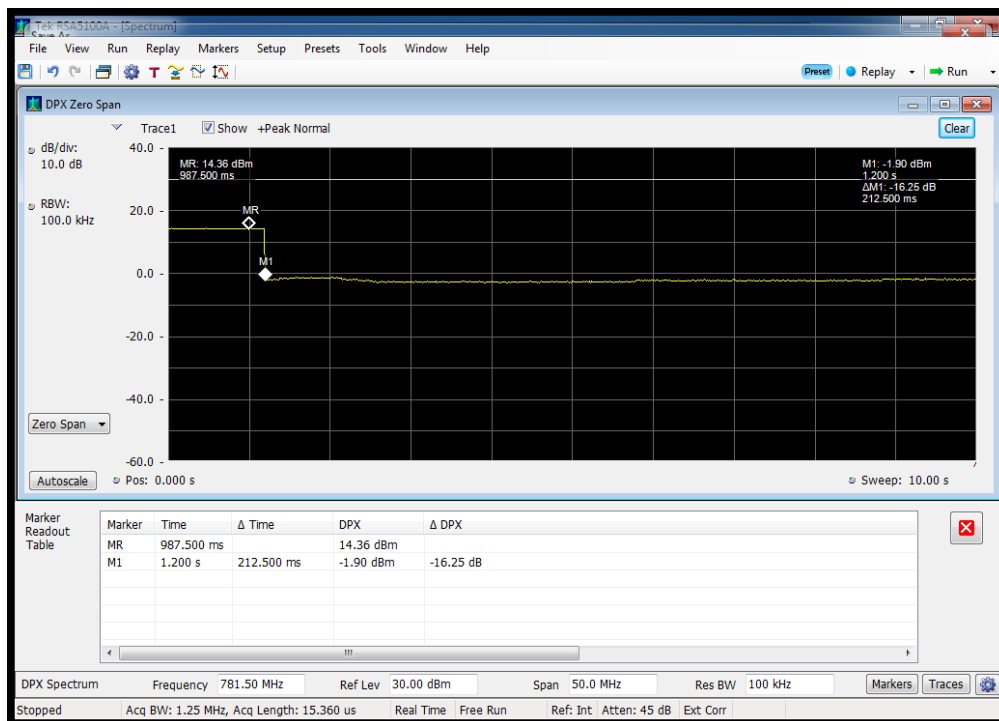 Tek RSA5100A - [Spectrum]
Save As
File View Run Replay Markers Setup Presets Tools Window Help
T Preset Replay Run
DPX Zero Span
Trace1 Show +Peak Normal Clear
dB/div:
10.0 dB
RBW:
100.0 kHz
40.0 -
20.0 -
0.0 -
-20.0 -
-40.0 -
-60.0 -
MR: 14.36 dBm
987.500 ms
M1: -1.90 dBm
1.200 s
ΔM1: -16.25 dB
212.500 ms
MR
M1
Zero Span
Autoscale Pos: 0.000 s Sweep: 10.00 s
Marker Readout Table
Marker Time Δ Time DPX Δ DPX
MR 987.500 ms 14.36 dBm
M1 1.200 s 212.500 ms -1.90 dBm -16.25 dB
DPX Spectrum Frequency 781.50 MHz Ref Lev 30.00 dBm Span 50.0 MHz Res BW 100 kHz Markers Traces
Stopped Acq BW: 1.25 MHz, Acq Length: 15.360 us Real Time Free Run Ref: Int Atten: 45 dB Ext Corr